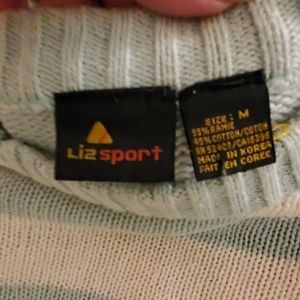 Liz sport
SIZE: M
55% RAMIE
45% COTTON/COTON
MADE IN KOREA
FAIT EN COREE